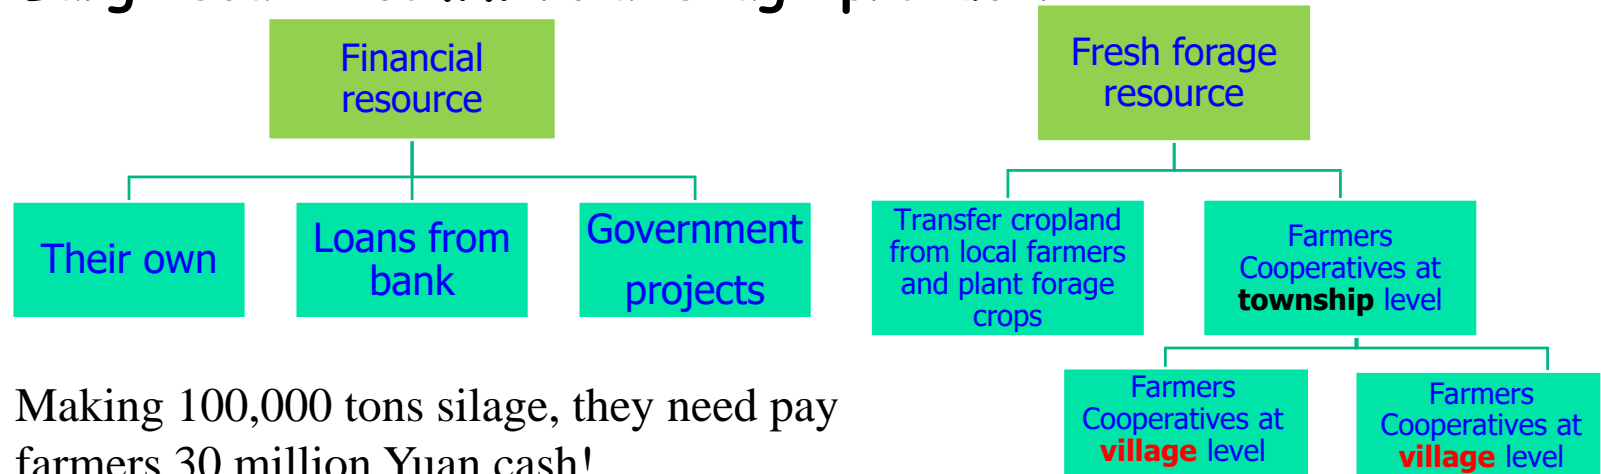 Financial
resource
Their own
Loans from
bank
Government
projects
Making 100,000 tons silage, they need pay
farmers 30 million Yuan cash!
Fresh forage
resource
Transfer cropland
from local farmers
and plant forage
crops
Farmers
Cooperatives at
township level
Farmers
Cooperatives at
village level
Farmers
Cooperatives at
village level